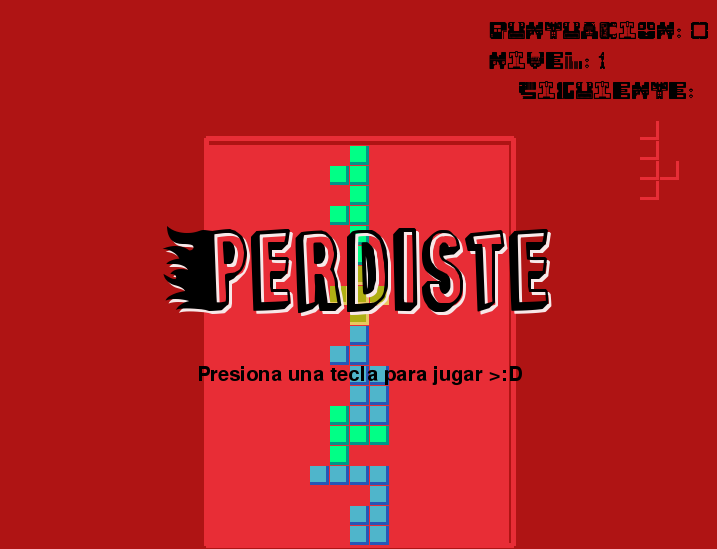 PUNTUACION: 0
NIVEL: 1
SIGUIENTE:
PERDISTE
Presiona una tecla para jugar >:D